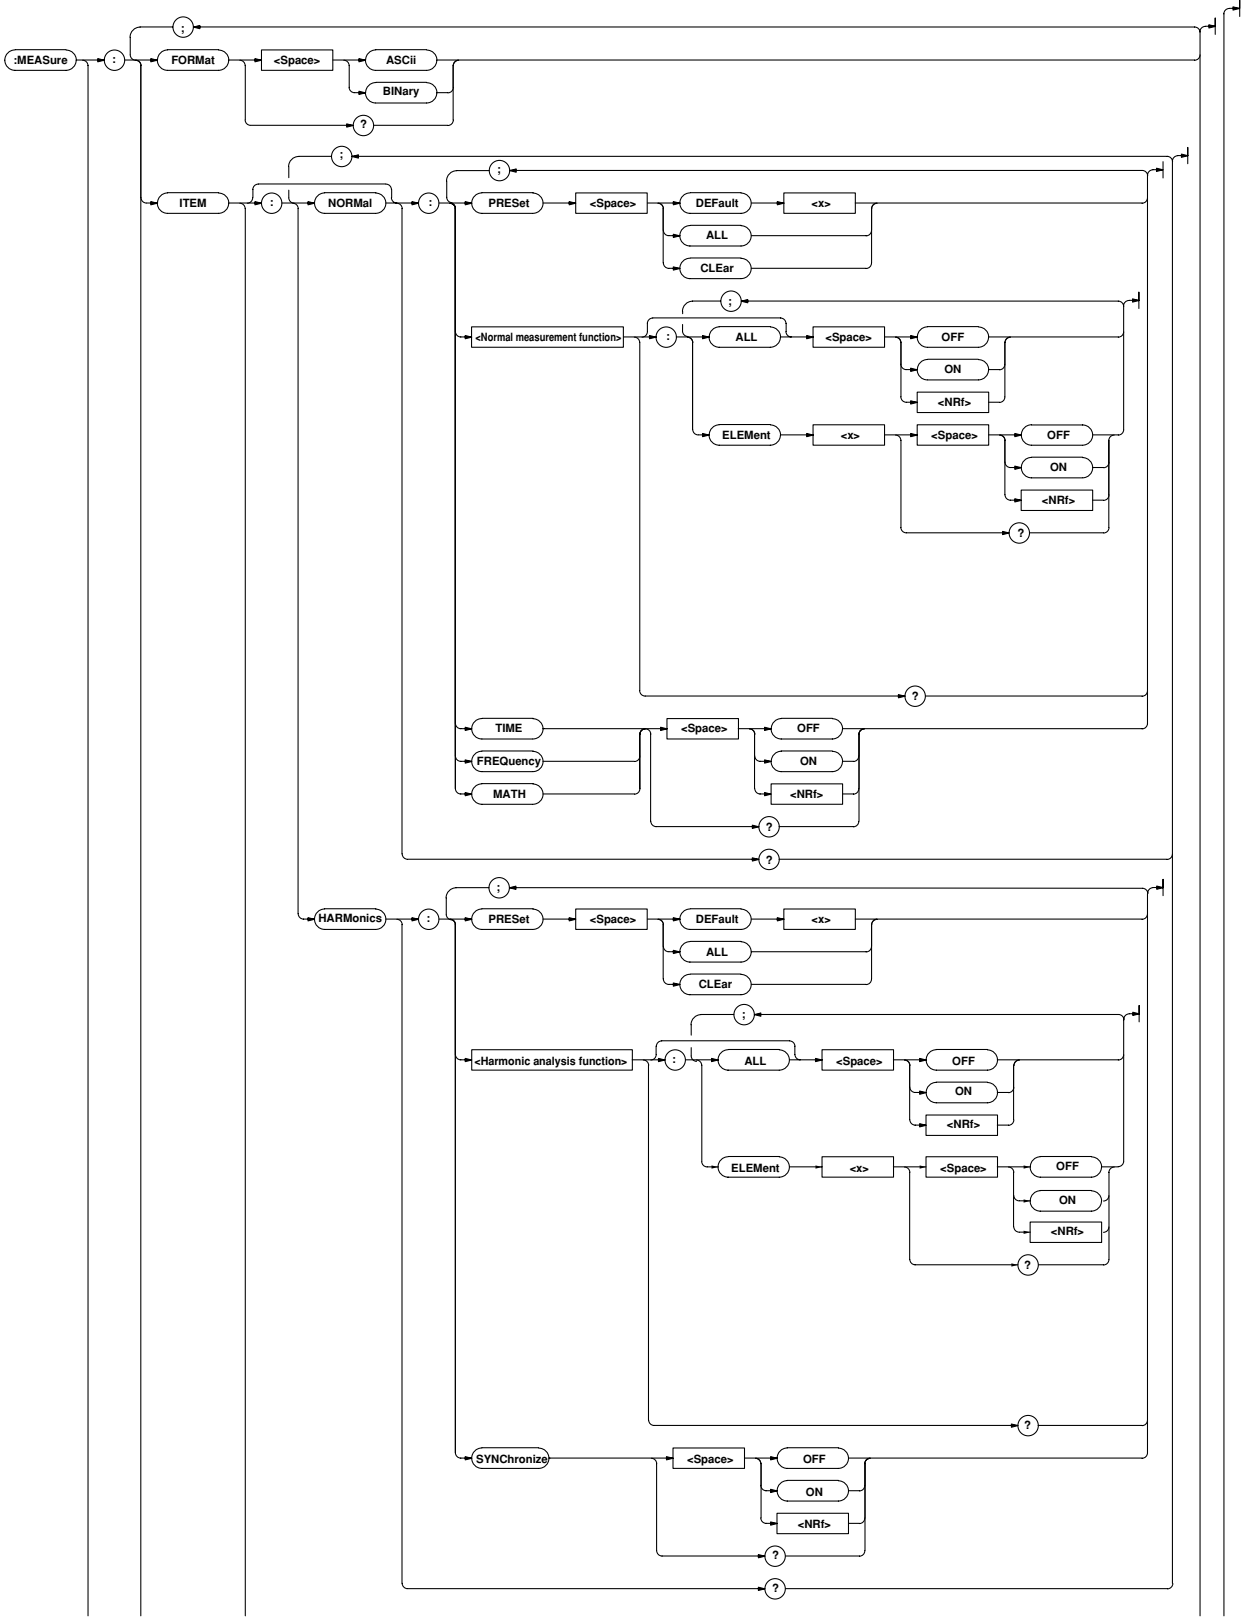 ;
:MEASure : FORMat <Space> ASCii
BINary
?
;
;
ITEM : NORMal : PRESet <Space> DEFault <x>
ALL
CLEar
;
<Normal measurement function> : ALL <Space> OFF
ON
<NRf>
ELEMent <x> <Space> OFF
ON
<NRf>
?
?
TIME <Space> OFF
FREQuency ON
MATH <NRf>
?
?
;
HARMonics : PRESet <Space> DEFault <x>
ALL
CLEar
;
<Harmonic analysis function> : ALL <Space> OFF
ON
<NRf>
ELEMent <x> <Space> OFF
ON
<NRf>
?
?
SYNChronize <Space> OFF
ON
<NRf>
?
?